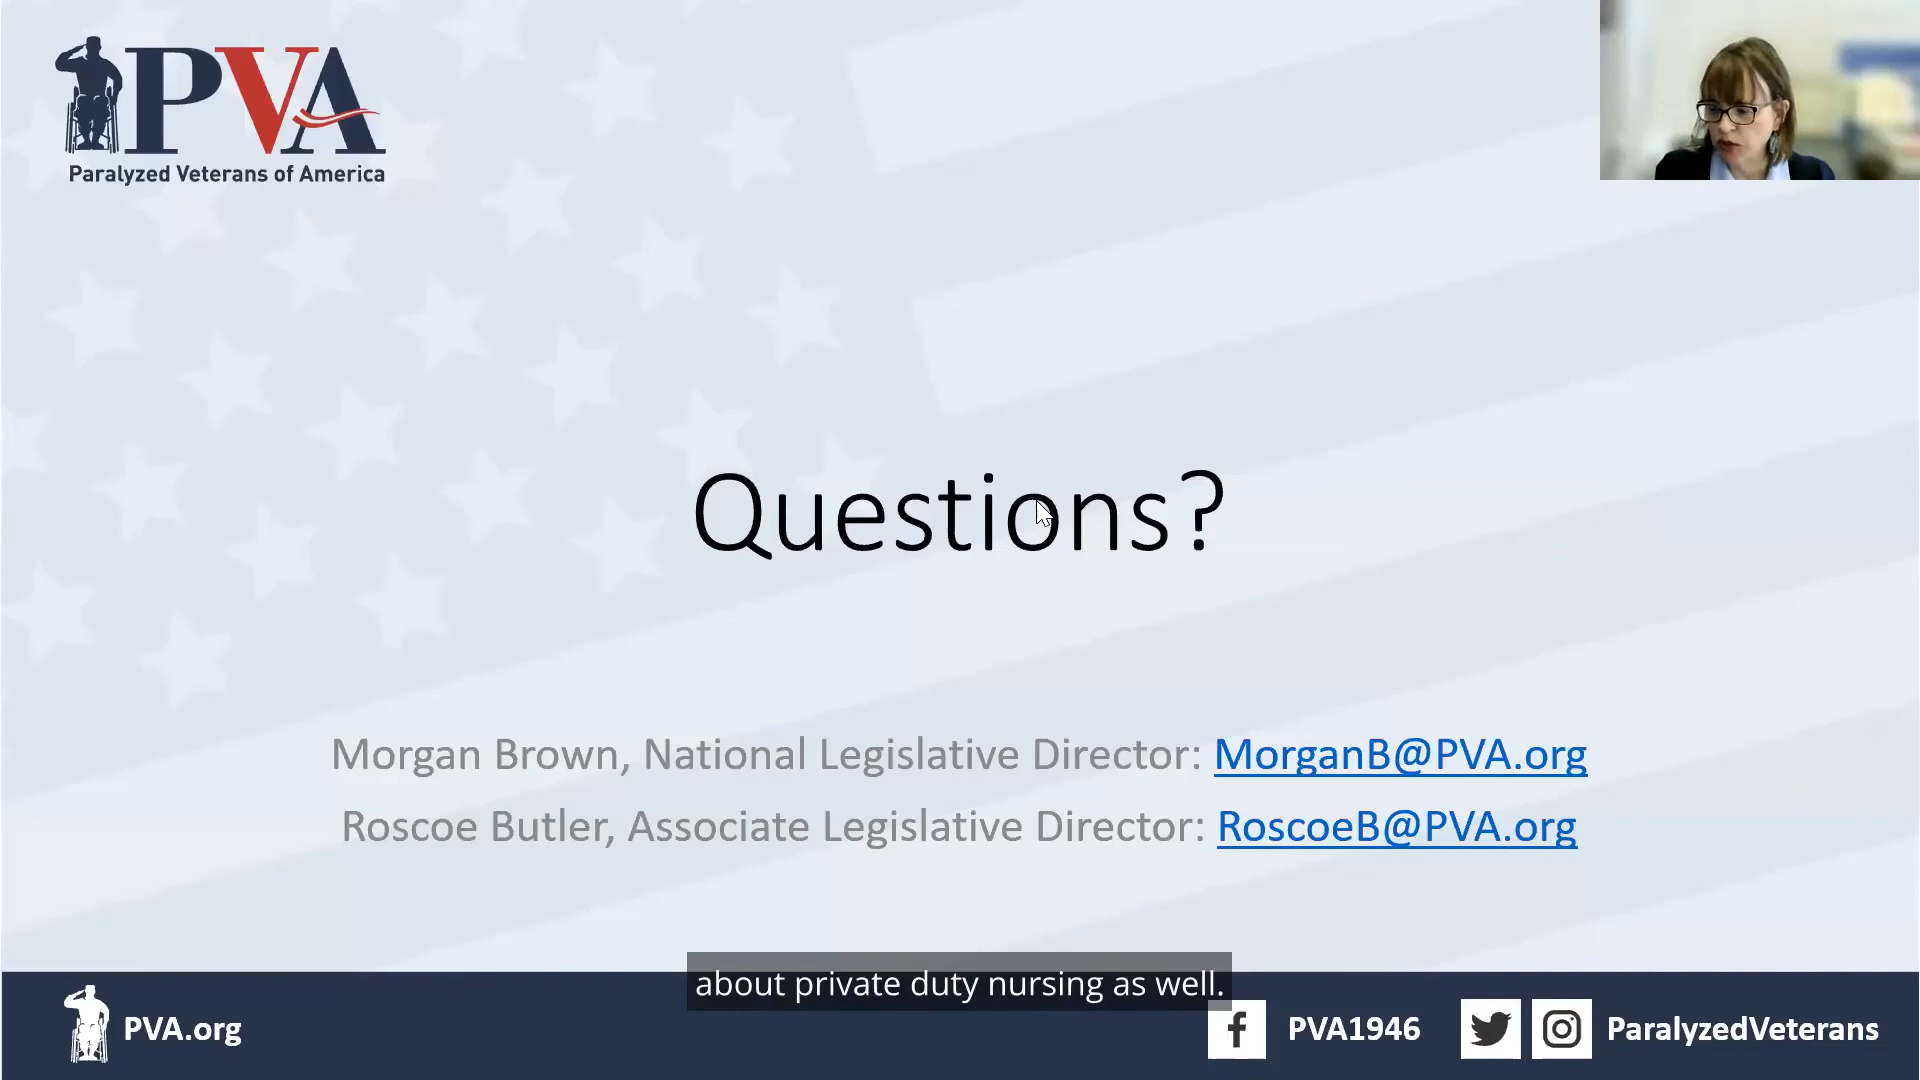 PVA
Paralyzed Veterans of America
Questions?
Morgan Brown, National Legislative Director: MorganB@PVA.org
Roscoe Butler, Associate Legislative Director: RoscoeB@PVA.org
about private duty nursing as well.
PVA.org
PVA1946
ParalyzedVeterans